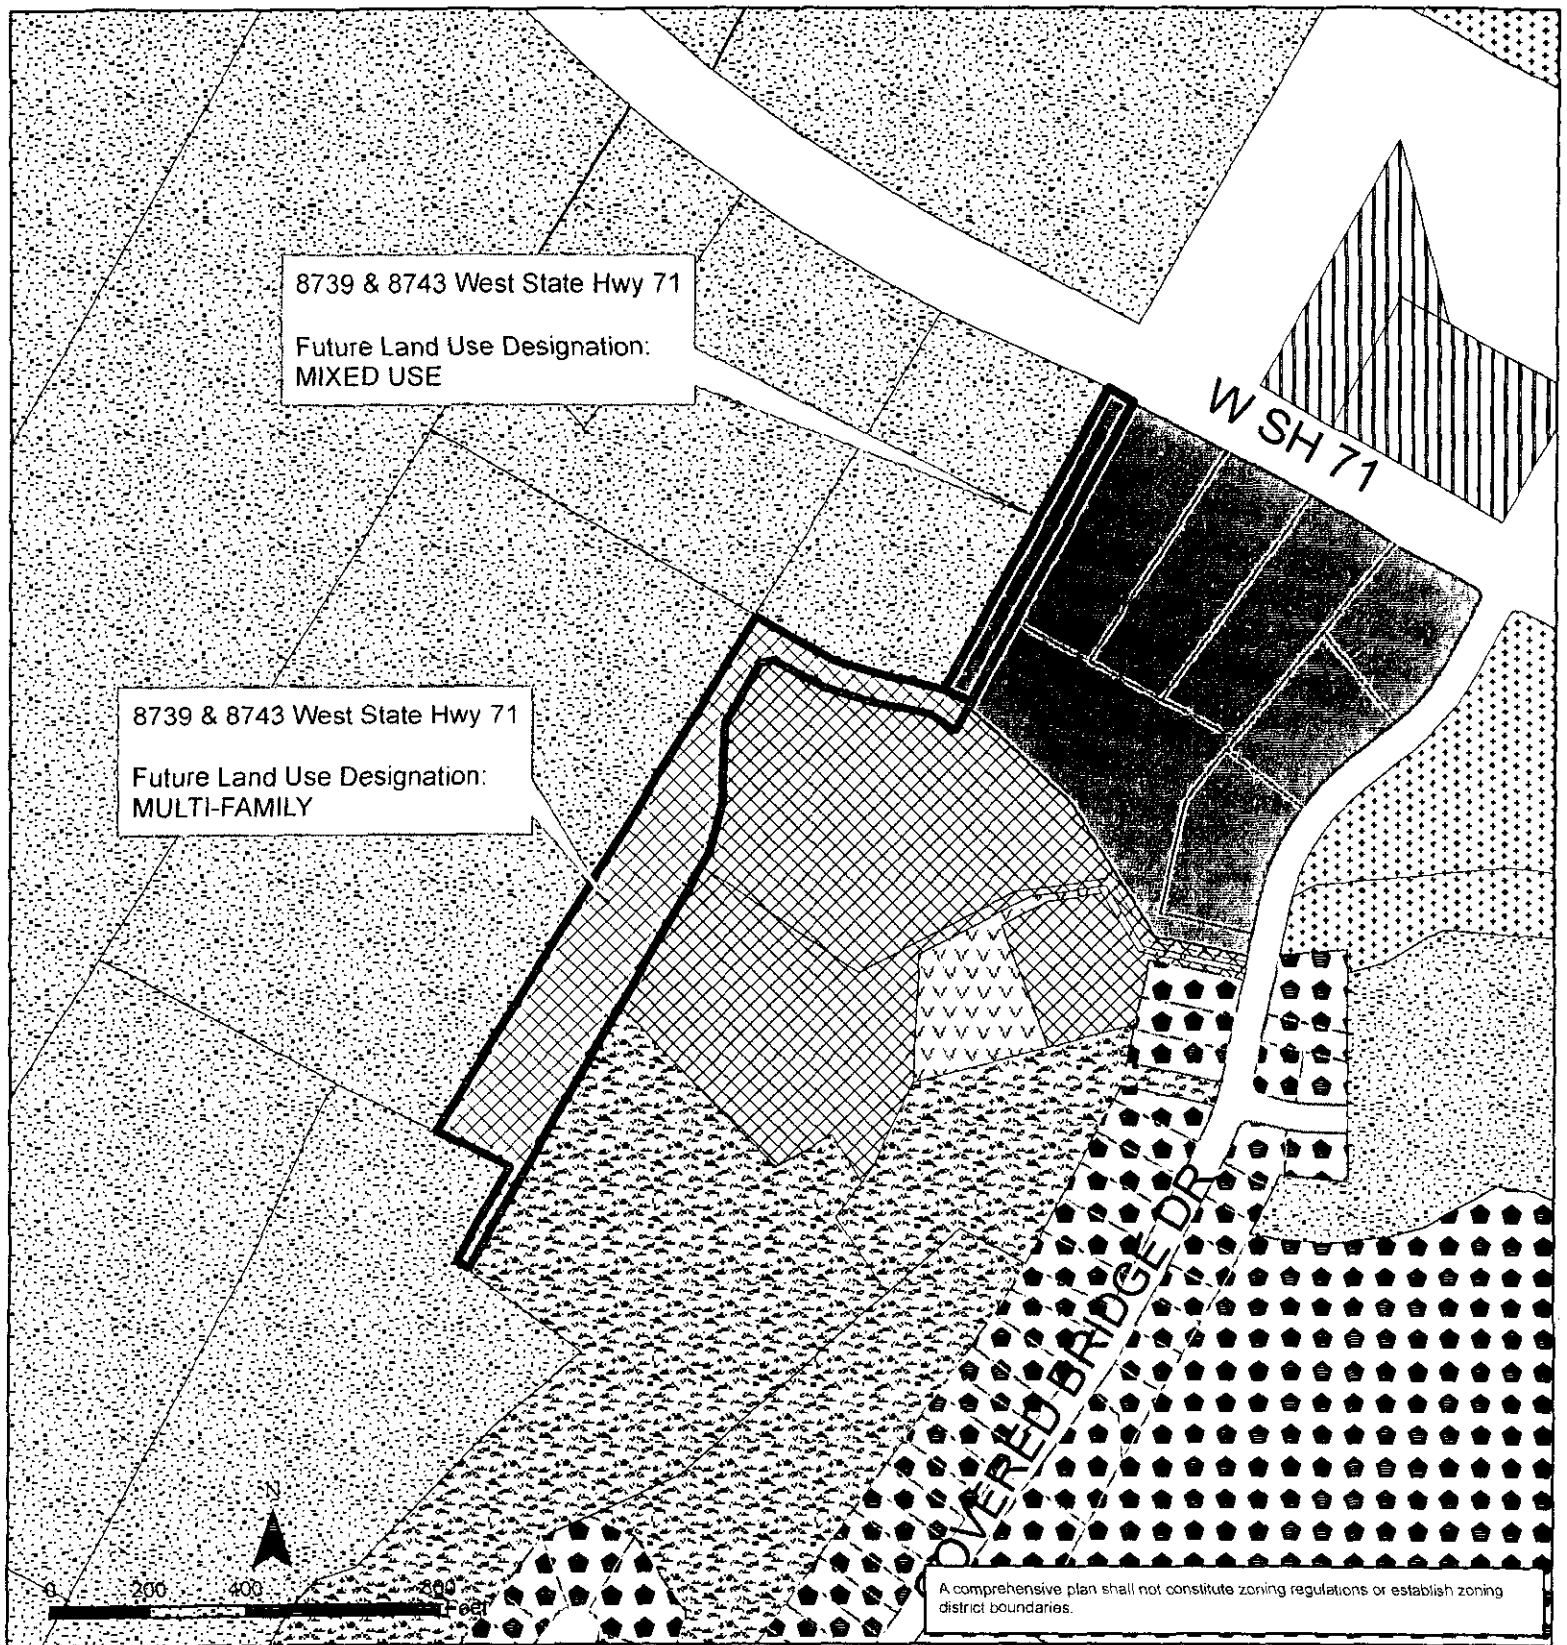 8739 & 8743 West State Hwy 71
Future Land Use Designation:
MIXED USE
W SH 71
8739 & 8743 West State Hwy 71
Future Land Use Designation:
MULTI-FAMILY
OVERED BRIDGE DR
N
0 200 400 800
Feet
A comprehensive plan shall not constitute zoning regulations or establish zoning
district boundaries.